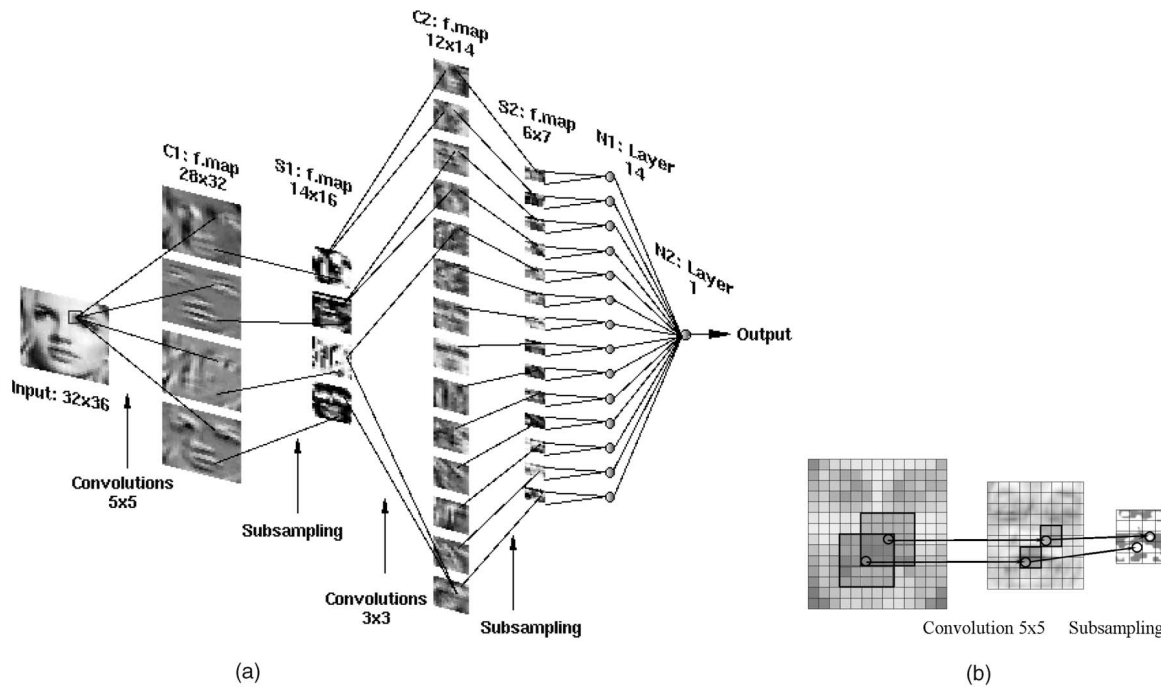 C2: f.map
12x14
S2: f.map
6x7
N1: Layer
14
C1: f.map
28x32
S1: f.map
14x16
N2: Layer
1
Output
Input: 32x36
Convolutions
5x5
Subsampling
Convolutions
3x3
Subsampling
(a)
Convolution 5x5
Subsampling
(b)